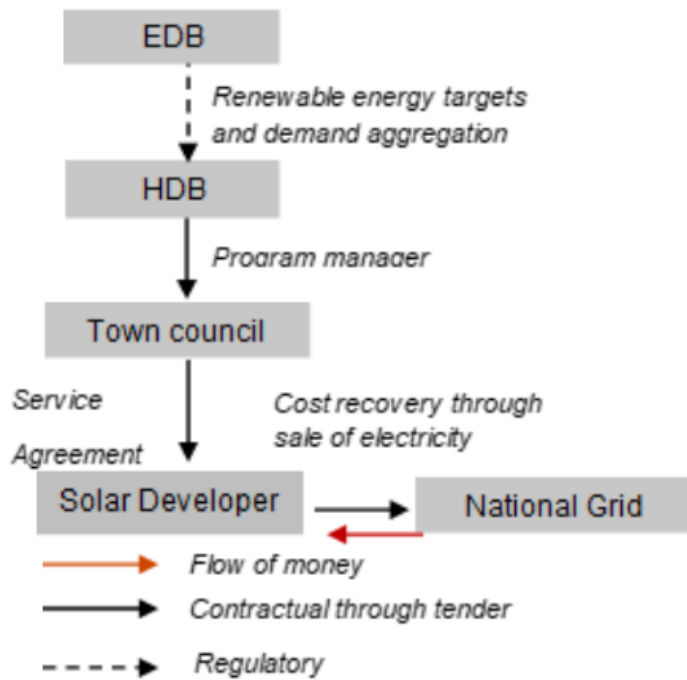 EDB
Renewable energy targets
and demand aggregation
HDB
Program manager
Town council
Service
Agreement
Cost recovery through
sale of electricity
Solar Developer
National Grid
Flow of money
Contractual through tender
Regulatory